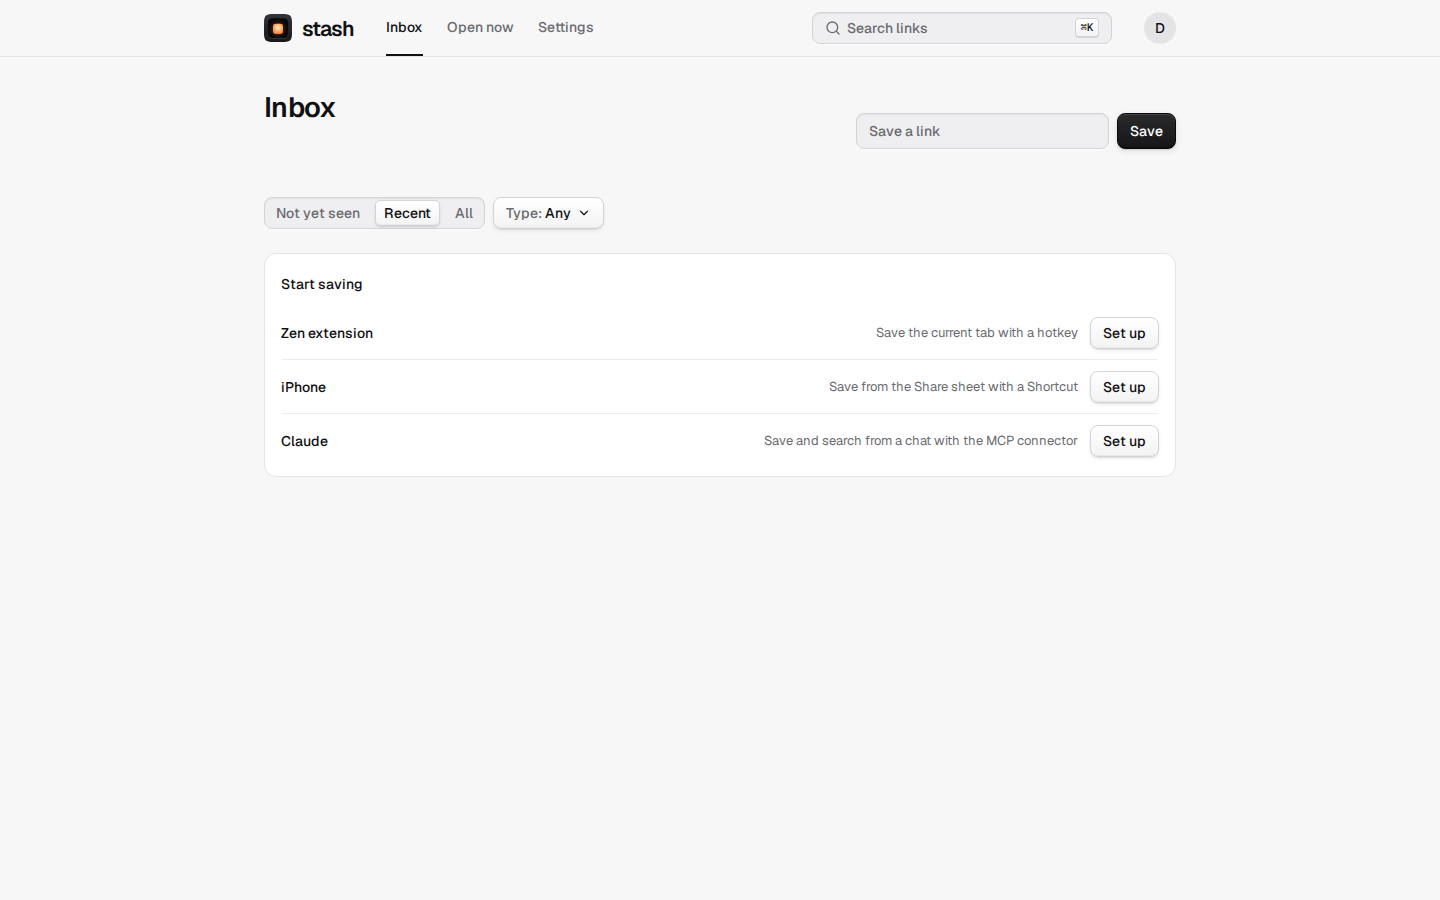 stash
Inbox
Open now
Settings
Search links
⌘K
D
Inbox
Save a link
Save
Not yet seen
Recent
All
Type: Any
Start saving
Zen extension
Save the current tab with a hotkey
Set up
iPhone
Save from the Share sheet with a Shortcut
Set up
Claude
Save and search from a chat with the MCP connector
Set up